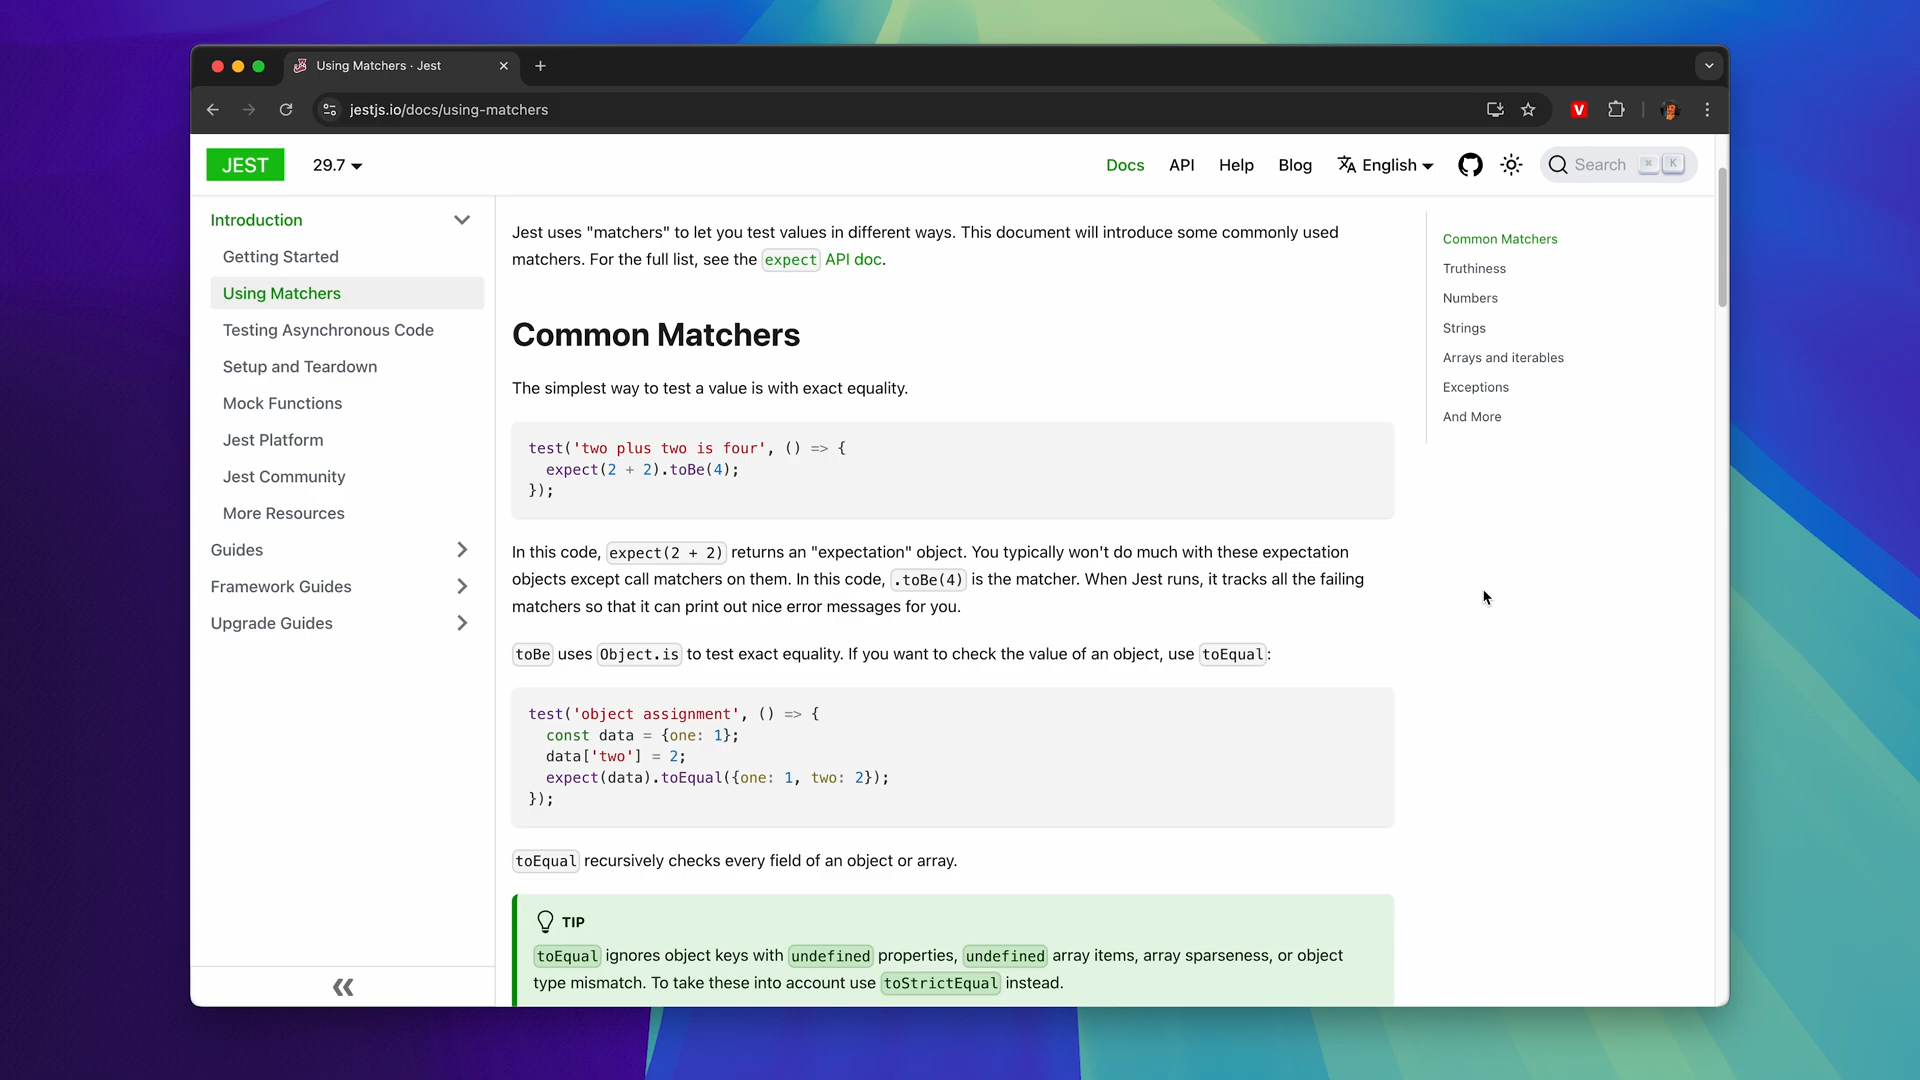 Using Matchers · Jest
jestjs.io/docs/using-matchers
V
JEST
29.7
Docs
API
Help
Blog
English
Search
⌘ K
Introduction
Getting Started
Using Matchers
Testing Asynchronous Code
Setup and Teardown
Mock Functions
Jest Platform
Jest Community
More Resources
Guides
Framework Guides
Upgrade Guides
Jest uses "matchers" to let you test values in different ways. This document will introduce some commonly used
matchers. For the full list, see the expect API doc.
Common Matchers
The simplest way to test a value is with exact equality.
test('two plus two is four', () => {
  expect(2 + 2).toBe(4);
});
In this code, expect(2 + 2) returns an "expectation" object. You typically won't do much with these expectation
objects except call matchers on them. In this code, .toBe(4) is the matcher. When Jest runs, it tracks all the failing
matchers so that it can print out nice error messages for you.
toBe uses Object.is to test exact equality. If you want to check the value of an object, use toEqual:
test('object assignment', () => {
  const data = {one: 1};
  data['two'] = 2;
  expect(data).toEqual({one: 1, two: 2});
});
toEqual recursively checks every field of an object or array.
TIP
toEqual ignores object keys with undefined properties, undefined array items, array sparseness, or object
type mismatch. To take these into account use toStrictEqual instead.
Common Matchers
Truthiness
Numbers
Strings
Arrays and iterables
Exceptions
And More